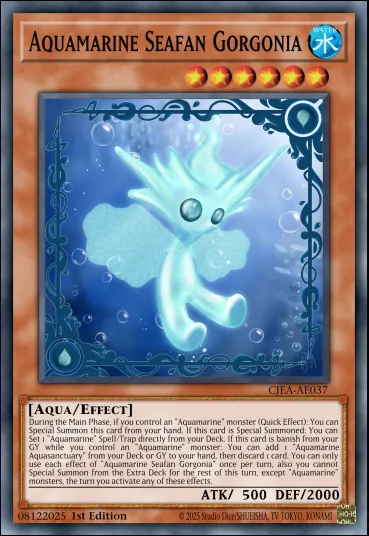 AQUAMARINE SEAFAN GORGONIA
WATER
水
CJEA-AE037
[AQUA/EFFECT]
During the Main Phase, if you control an "Aquamarine" monster (Quick Effect): You can
Special Summon this card from your hand. If this card is Special Summoned: You can
Set 1 "Aquamarine" Spell/Trap directly from your Deck. If this card is banish from your
GY while you control an "Aquamarine" monster: You can add 1 "Aquamarine
Aquasanctuary" from your Deck or GY to your hand, then discard 1 card. You can only
use each effect of "Aquamarine Seafan Gorgonia" once per turn, also you cannot
Special Summon from the Extra Deck for the rest of this turn, except "Aquamarine"
monsters, the turn you activate any of these effects.
ATK/ 500 DEF/2000
08122025 1st Edition
© 2025 Studio Dice/SHUEISHA, TV TOKYO, KONAMI